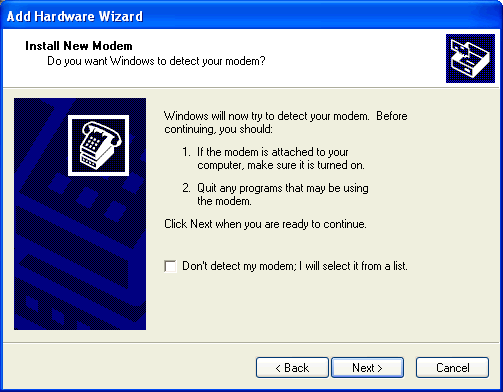 Add Hardware Wizard
Install New Modem
Do you want Windows to detect your modem?
Windows will now try to detect your modem. Before
continuing, you should:
1. If the modem is attached to your
computer, make sure it is turned on.
2. Quit any programs that may be using
the modem.
Click Next when you are ready to continue.
Don't detect my modem; I will select it from a list.
< Back Next > Cancel